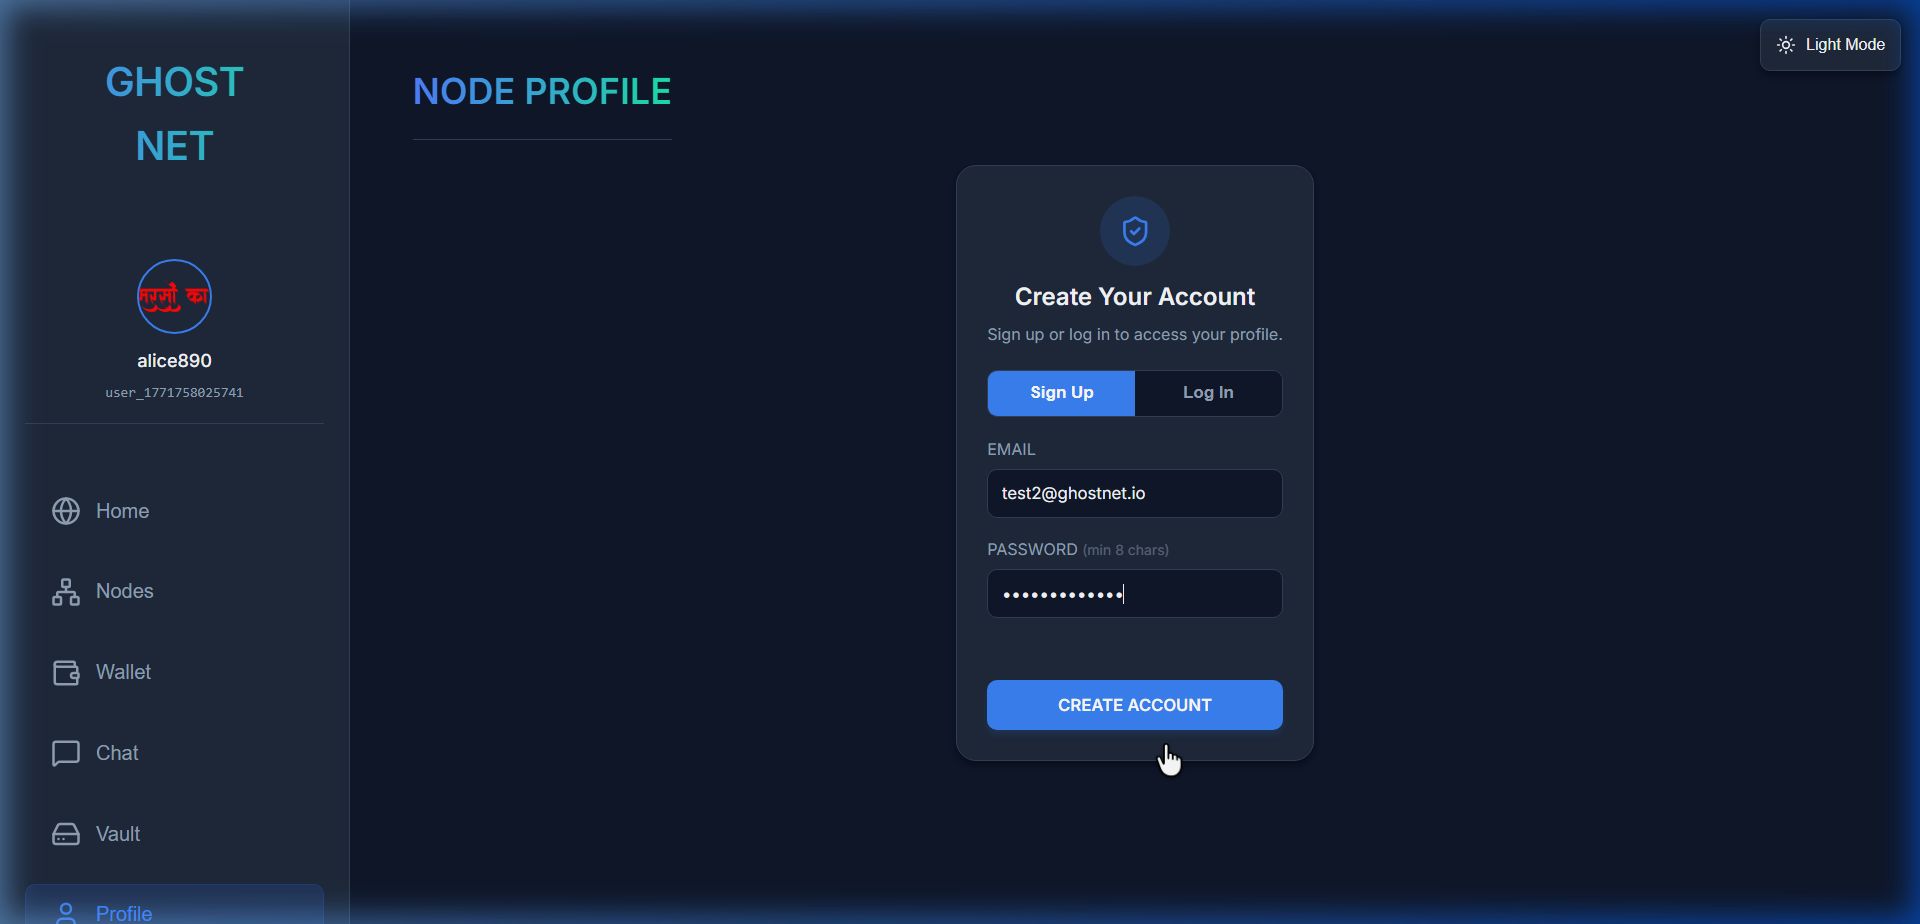 GHOST
NET
सरसों का
alice890
user_1771758025741
Home
Nodes
Wallet
Chat
Vault
Profile
Light Mode
NODE PROFILE
Create Your Account
Sign up or log in to access your profile.
Sign Up
Log In
EMAIL
test2@ghostnet.io
PASSWORD (min 8 chars)
•••••••••••••
CREATE ACCOUNT